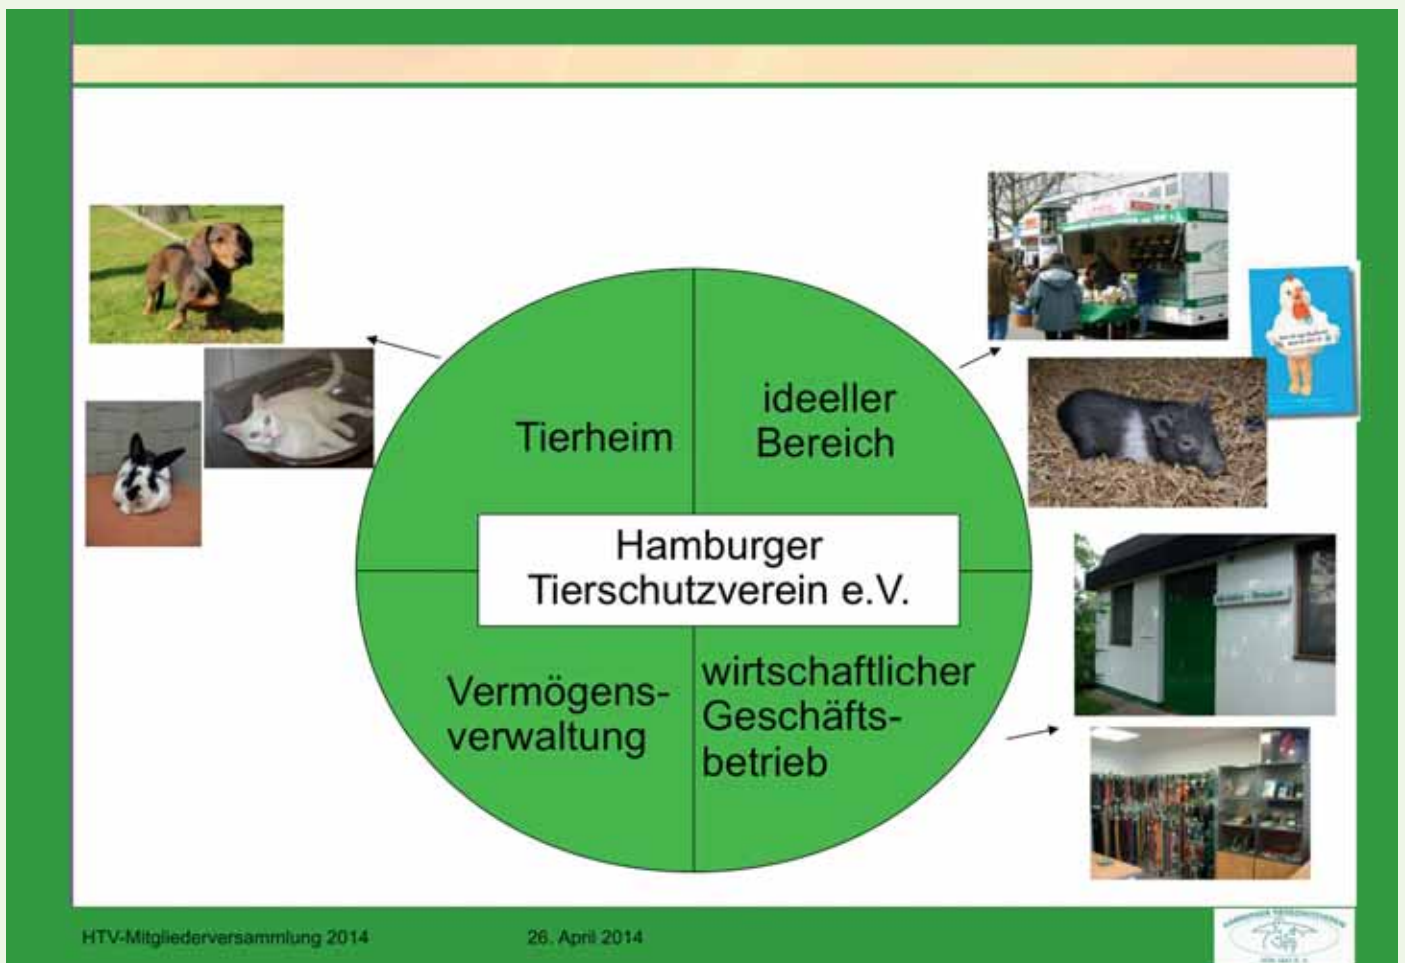 Tierheim
ideeller
Bereich
Hamburger
Tierschutzverein e.V.
Vermögens-
verwaltung
wirtschaftlicher
Geschäfts-
betrieb
HTV-Mitgliederversammlung 2014
26. April 2014